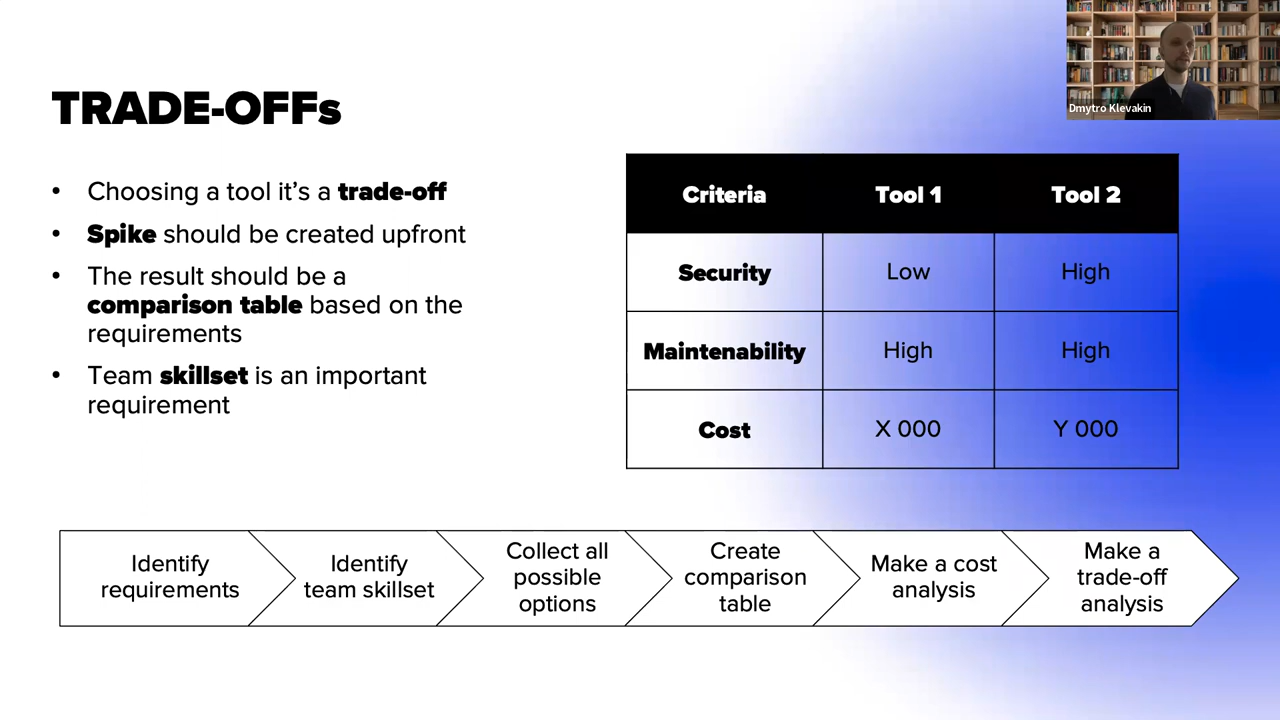 Dmytro Klevakin
TRADE-OFFs
• Choosing a tool it’s a trade-off
• Spike should be created upfront
• The result should be a
comparison table based on the
requirements
• Team skillset is an important
requirement
Criteria Tool 1 Tool 2
Security Low High
Maintenability High High
Cost X 000 Y 000
Identify
requirements
Identify
team skillset
Collect all
possible
options
Create
comparison
table
Make a cost
analysis
Make a
trade-off
analysis